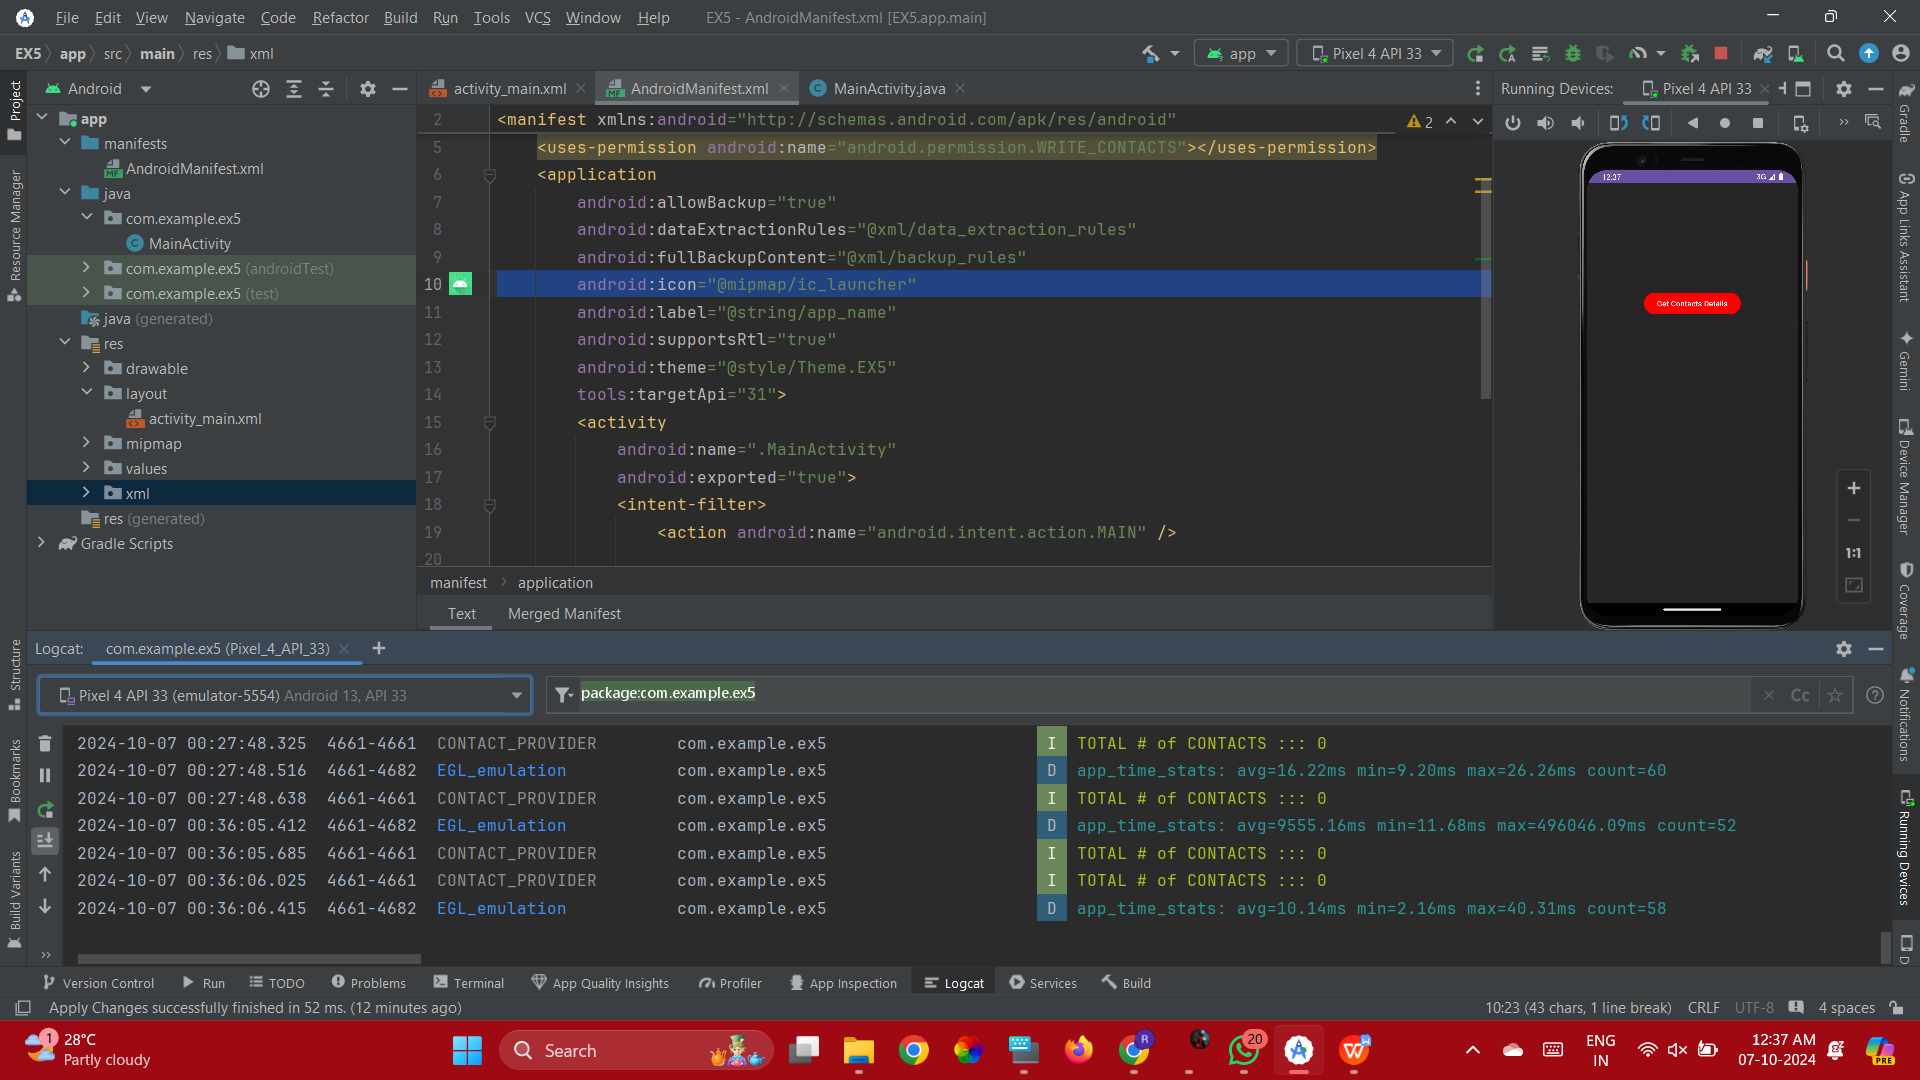 File Edit View Navigate Code Refactor Build Run Tools VCS Window Help EX5 - AndroidManifest.xml [EX5.app.main]
EX5 app src main res xml
app Pixel 4 API 33
Project
Android
app
manifests
AndroidManifest.xml
java
com.example.ex5
MainActivity
com.example.ex5 (androidTest)
com.example.ex5 (test)
java (generated)
res
drawable
layout
activity_main.xml
mipmap
values
xml
res (generated)
Gradle Scripts
Resource Manager
Structure
Bookmarks
Build Variants
activity_main.xml AndroidManifest.xml MainActivity.java
2 <manifest xmlns:android="http://schemas.android.com/apk/res/android" 2
5 <uses-permission android:name="android.permission.WRITE_CONTACTS"></uses-permission>
6 <application
7 android:allowBackup="true"
8 android:dataExtractionRules="@xml/data_extraction_rules"
9 android:fullBackupContent="@xml/backup_rules"
10 android:icon="@mipmap/ic_launcher"
11 android:label="@string/app_name"
12 android:supportsRtl="true"
13 android:theme="@style/Theme.EX5"
14 tools:targetApi="31">
15 <activity
16 android:name=".MainActivity"
17 android:exported="true">
18 <intent-filter>
19 <action android:name="android.intent.action.MAIN" />
20
manifest application
Text Merged Manifest
Running Devices: Pixel 4 API 33
12:37 3G
Get Contacts Details
1:1
Gradle
App Links Assistant
Gemini
Device Manager
Coverage
Notifications
Running Devices
D
Logcat: com.example.ex5 (Pixel_4_API_33)
Pixel 4 API 33 (emulator-5554) Android 13, API 33
package:com.example.ex5
Cc
2024-10-07 00:27:48.325 4661-4661 CONTACT_PROVIDER com.example.ex5 I TOTAL # of CONTACTS ::: 0
2024-10-07 00:27:48.516 4661-4682 EGL_emulation com.example.ex5 D app_time_stats: avg=16.22ms min=9.20ms max=26.26ms count=60
2024-10-07 00:27:48.638 4661-4661 CONTACT_PROVIDER com.example.ex5 I TOTAL # of CONTACTS ::: 0
2024-10-07 00:36:05.412 4661-4682 EGL_emulation com.example.ex5 D app_time_stats: avg=9555.16ms min=11.68ms max=496046.09ms count=52
2024-10-07 00:36:05.685 4661-4661 CONTACT_PROVIDER com.example.ex5 I TOTAL # of CONTACTS ::: 0
2024-10-07 00:36:06.025 4661-4661 CONTACT_PROVIDER com.example.ex5 I TOTAL # of CONTACTS ::: 0
2024-10-07 00:36:06.415 4661-4682 EGL_emulation com.example.ex5 D app_time_stats: avg=10.14ms min=2.16ms max=40.31ms count=58
Version Control Run TODO Problems Terminal App Quality Insights Profiler App Inspection Logcat Services Build
Apply Changes successfully finished in 52 ms. (12 minutes ago) 10:23 (43 chars, 1 line break) CRLF UTF-8 4 spaces
1
28°C
Partly cloudy
Search
R
20
W
PRE
ENG
IN
12:37 AM
07-10-2024